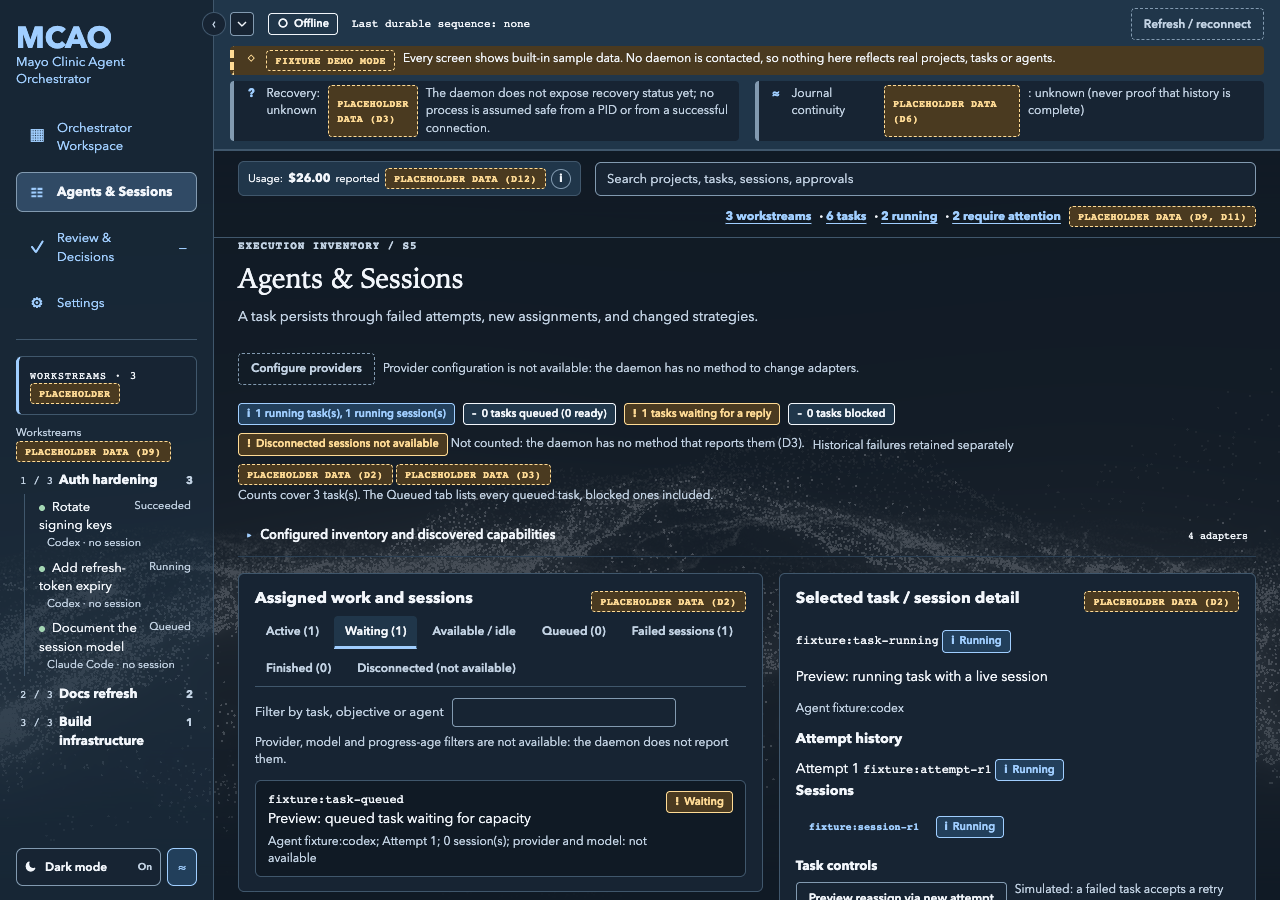 MCAO
Mayo Clinic Agent
Orchestrator
Orchestrator
Workspace
Agents & Sessions
Review &
Decisions
–
Settings
WORKSTREAMS · 3
PLACEHOLDER
Workstreams
PLACEHOLDER DATA (D9)
1 / 3 Auth hardening 3
Rotate Succeeded
signing keys
Codex · no session
Add refresh- Running
token expiry
Codex · no session
Document the Queued
session model
Claude Code · no session
2 / 3 Docs refresh 2
3 / 3 Build 1
infrastructure
Dark mode On
≈
Offline Last durable sequence: none Refresh / reconnect
FIXTURE DEMO MODE Every screen shows built-in sample data. No daemon is contacted, so nothing here reflects real projects, tasks or agents.
? Recovery:
unknown
PLACEHOLDER
DATA (D3)
The daemon does not expose recovery status yet; no
process is assumed safe from a PID or from a successful
connection.
≈ Journal
continuity
PLACEHOLDER DATA
(D6)
: unknown (never proof that history is
complete)
Usage: $26.00 reported PLACEHOLDER DATA (D12) i
Search projects, tasks, sessions, approvals
3 workstreams · 6 tasks · 2 running · 2 require attention PLACEHOLDER DATA (D9, D11)
EXECUTION INVENTORY / S5
Agents & Sessions
A task persists through failed attempts, new assignments, and changed strategies.
Configure providers Provider configuration is not available: the daemon has no method to change adapters.
i 1 running task(s), 1 running session(s) – 0 tasks queued (0 ready) ! 1 tasks waiting for a reply – 0 tasks blocked
! Disconnected sessions not available Not counted: the daemon has no method that reports them (D3). Historical failures retained separately
PLACEHOLDER DATA (D2) PLACEHOLDER DATA (D3)
Counts cover 3 task(s). The Queued tab lists every queued task, blocked ones included.
Configured inventory and discovered capabilities 4 adapters
Assigned work and sessions PLACEHOLDER DATA (D2)
Active (1) Waiting (1) Available / idle Queued (0) Failed sessions (1)
Finished (0) Disconnected (not available)
Filter by task, objective or agent
Provider, model and progress-age filters are not available: the daemon does not report
them.
fixture:task-queued ! Waiting
Preview: queued task waiting for capacity
Agent fixture:codex; Attempt 1; 0 session(s); provider and model: not
available
Selected task / session detail PLACEHOLDER DATA (D2)
fixture:task-running i Running
Preview: running task with a live session
Agent fixture:codex
Attempt history
Attempt 1 fixture:attempt-r1 i Running
Sessions
fixture:session-r1 i Running
Task controls
Preview reassign via new attempt Simulated: a failed task accepts a retry